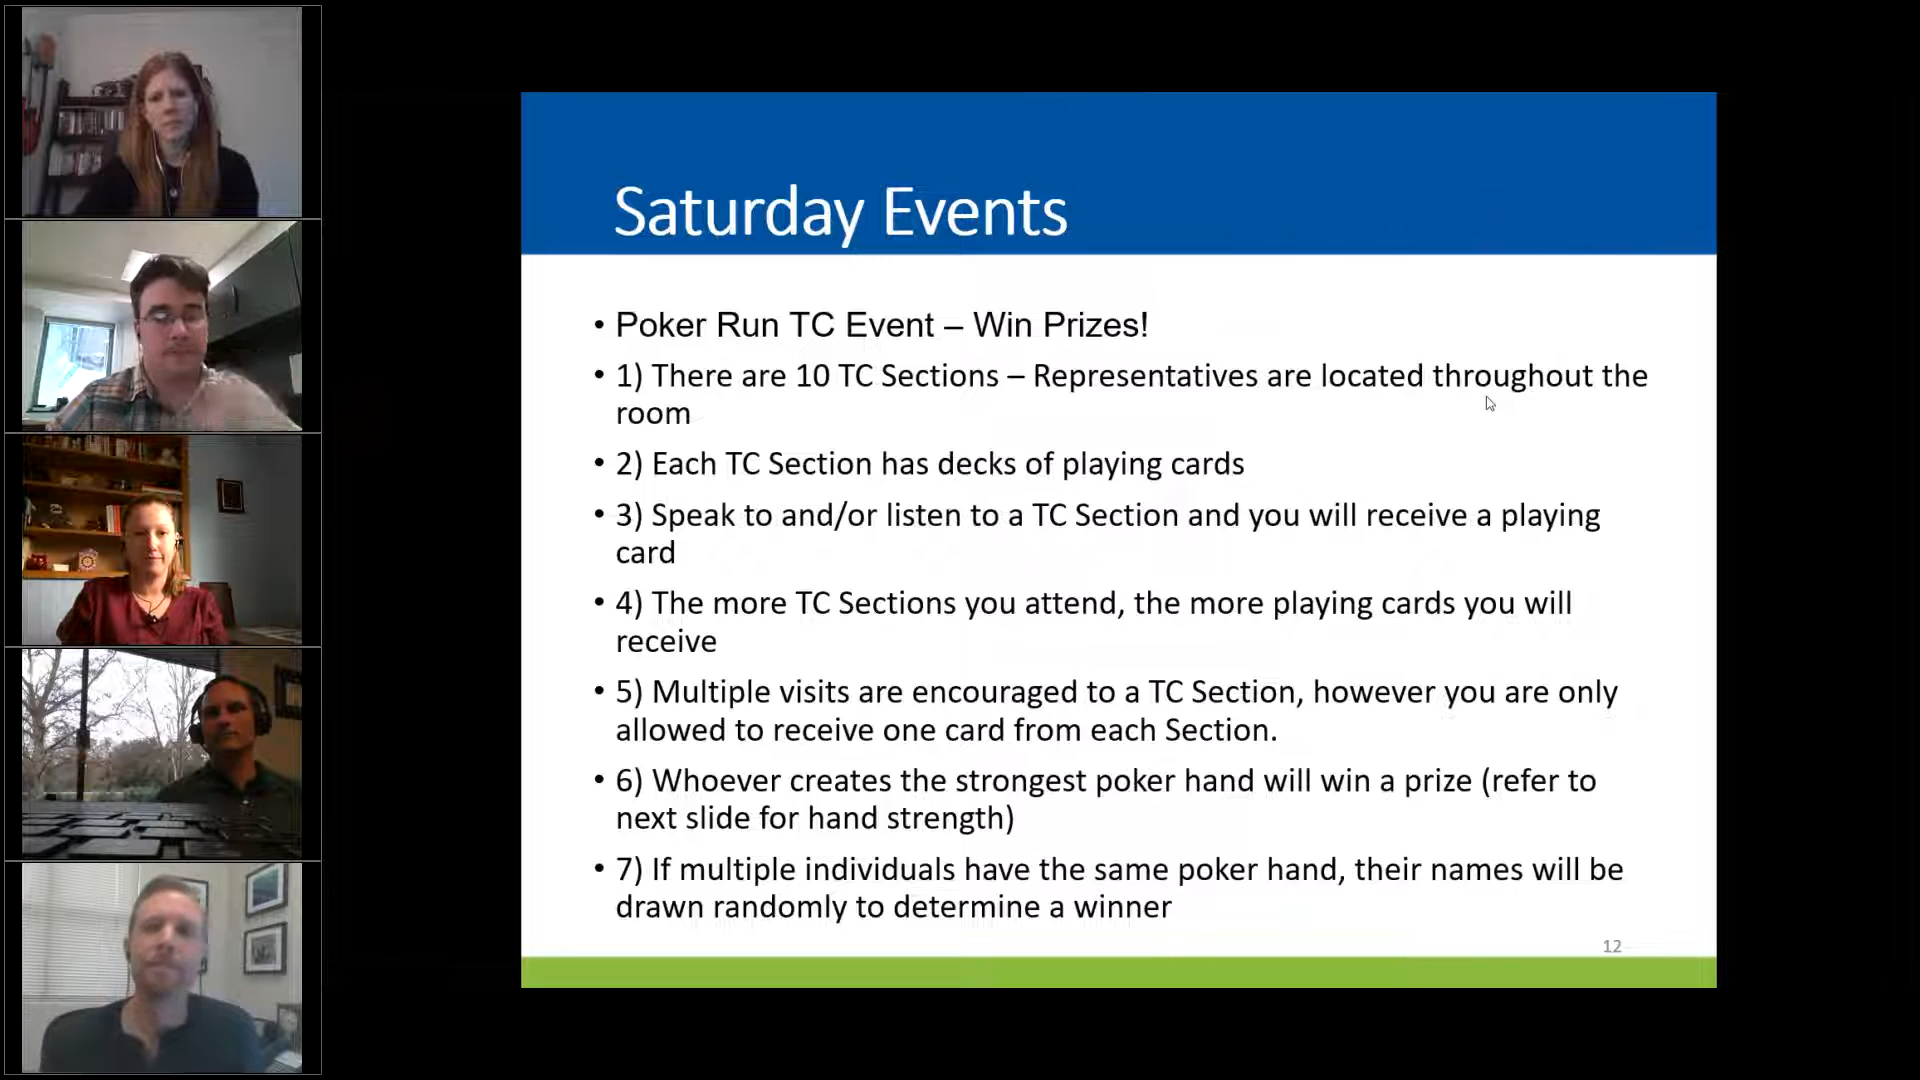 Saturday Events
• Poker Run TC Event – Win Prizes!
• 1) There are 10 TC Sections – Representatives are located throughout the
room
• 2) Each TC Section has decks of playing cards
• 3) Speak to and/or listen to a TC Section and you will receive a playing
card
• 4) The more TC Sections you attend, the more playing cards you will
receive
• 5) Multiple visits are encouraged to a TC Section, however you are only
allowed to receive one card from each Section.
• 6) Whoever creates the strongest poker hand will win a prize (refer to
next slide for hand strength)
• 7) If multiple individuals have the same poker hand, their names will be
drawn randomly to determine a winner
12